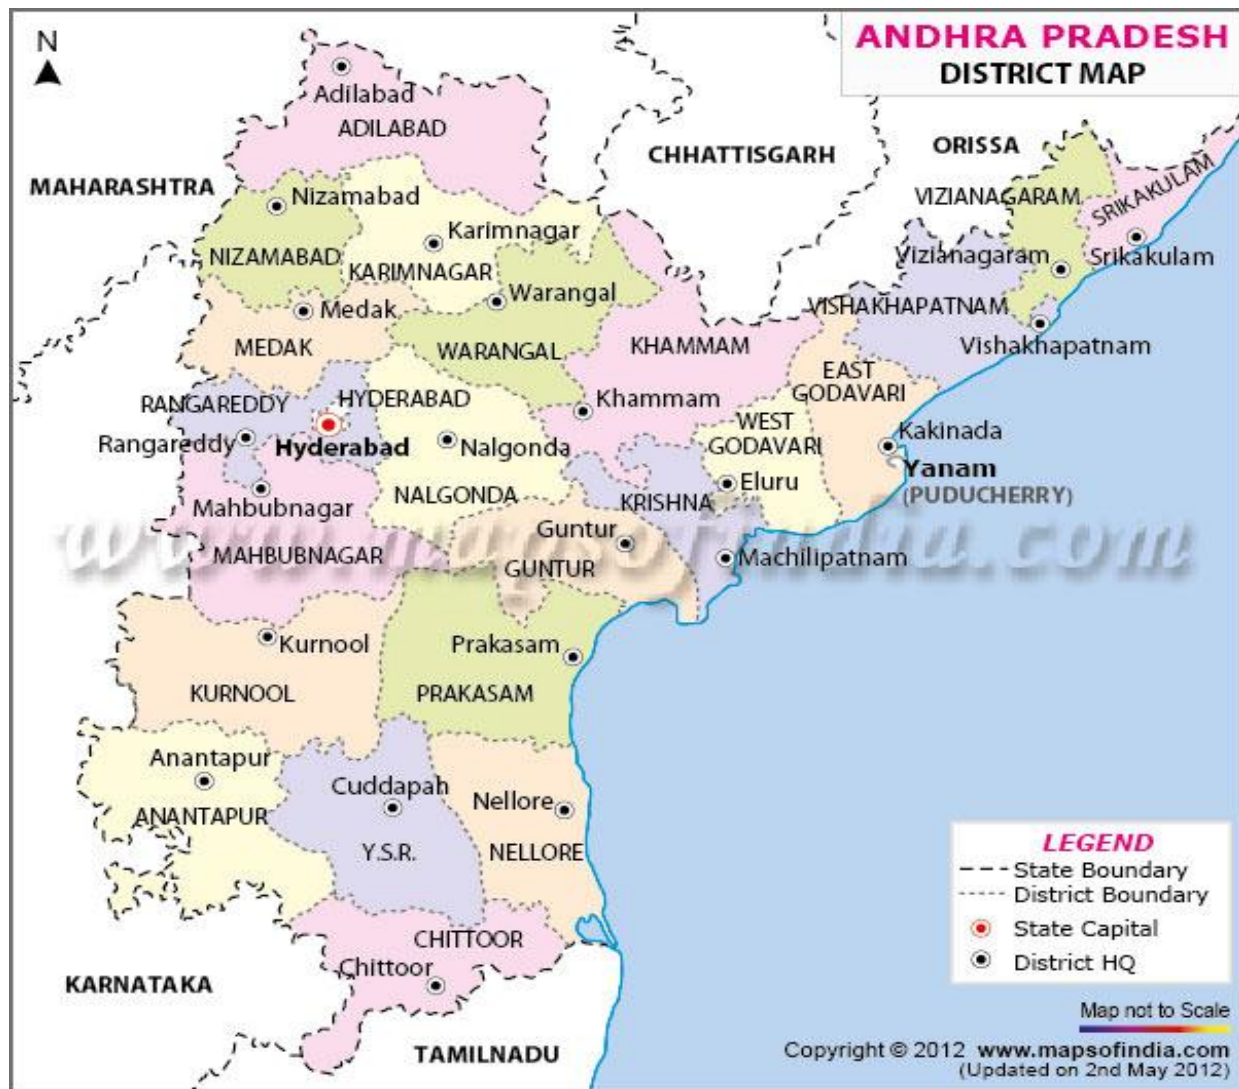 N
ANDHRA PRADESH
DISTRICT MAP
Adilabad
ADILABAD
MAHARASHTRA
CHHATTISGARH
ORISSA
Nizamabad
NIZAMABAD
Karimnagar
KARIMNAGAR
VIZIANAGARAM
SRIKAKULAM
Vizianagaram
Srikakulam
Medak
MEDAK
Warangal
WARANGAL
KHAMMAM
Khammam
VISHAKHAPATNAM
Vishakhapatnam
EAST
GODAVARI
RANGAREDDY
Rangareddy
HYDERABAD
Hyderabad
Nalgonda
NALGONDA
WEST
GODAVARI
Eluru
Kakinada
Yanam
(PUDUCHERRY)
KRISHNA
Mahbubnagar
MAHBUBNAGAR
www.mapsofindia.com
Guntur
GUNTUR
Machilipatnam
Kurnool
KURNOOL
Prakasam
PRAKASAM
Anantapur
ANANTAPUR
Cuddapah
Y.S.R.
Nellore
NELLORE
CHITTOOR
Chittoor
KARNATAKA
TAMILNADU
LEGEND
State Boundary
District Boundary
State Capital
District HQ
Map not to Scale
Copyright © 2012 www.mapsofindia.com
(Updated on 2nd May 2012)